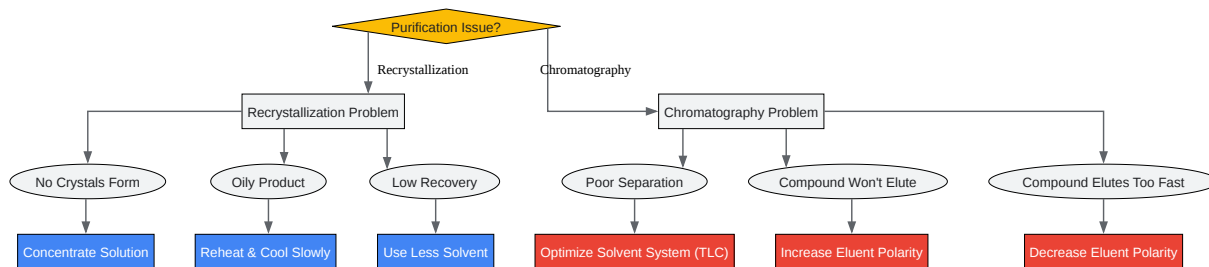 Purification Issue?
Recrystallization
Chromatography
Recrystallization Problem
Chromatography Problem
No Crystals Form
Oily Product
Low Recovery
Poor Separation
Compound Won't Elute
Compound Elutes Too Fast
Concentrate Solution
Reheat & Cool Slowly
Use Less Solvent
Optimize Solvent System (TLC)
Increase Eluent Polarity
Decrease Eluent Polarity